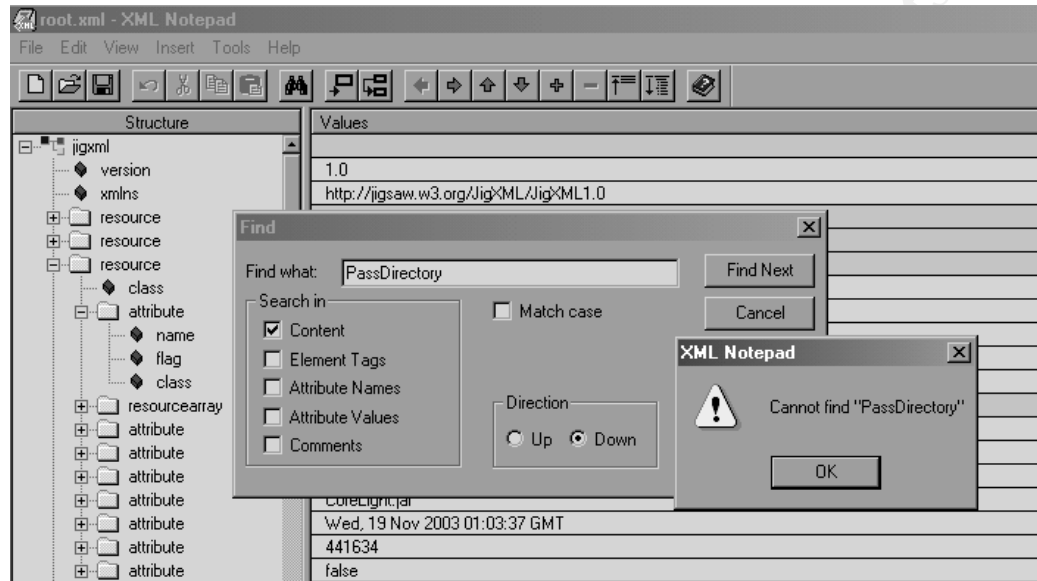 root.xml - XML Notepad
File Edit View Insert Tools Help
Structure
Values
jigxml
version
1.0
xmlns
http://jigsaw.w3.org/JigXML/JigXML1.0
resource
resource
resource
class
attribute
name
flag
class
resourcearray
attribute
attribute
attribute
attribute
CoreLight.jar
attribute
Wed, 19 Nov 2003 01:03:37 GMT
attribute
441634
attribute
false
Find
Find what: PassDirectory
Find Next
Search in
Match case
Cancel
Content
Element Tags
Attribute Names
Attribute Values
Comments
Direction
Up Down
XML Notepad
Cannot find "PassDirectory"
OK